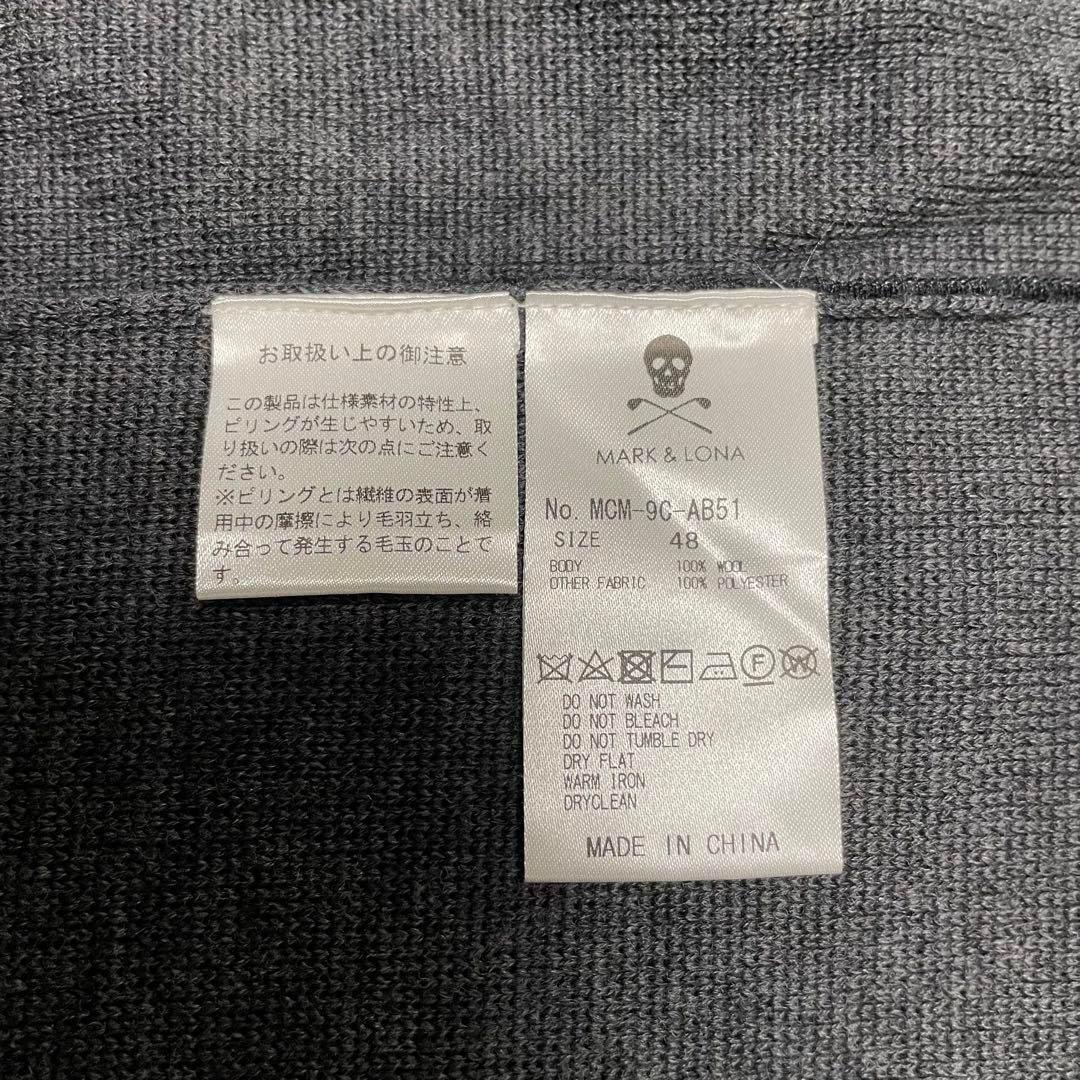 お取扱い上の御注意
この製品は仕様素材の特性上、
ピリングが生じやすいため、取
り扱いの際は次の点にご注意く
ださい。
※ピリングとは繊維の表面が着
用中の摩擦により毛羽立ち、絡
み合って発生する毛玉のことで
す。
MARK & LONA
No. MCM-9C-AB51
SIZE 48
BODY 100% WOOL
OTHER FABRIC 100% POLYESTER
F W
DO NOT WASH
DO NOT BLEACH
DO NOT TUMBLE DRY
DRY FLAT
WARM IRON
DRYCLEAN
MADE IN CHINA